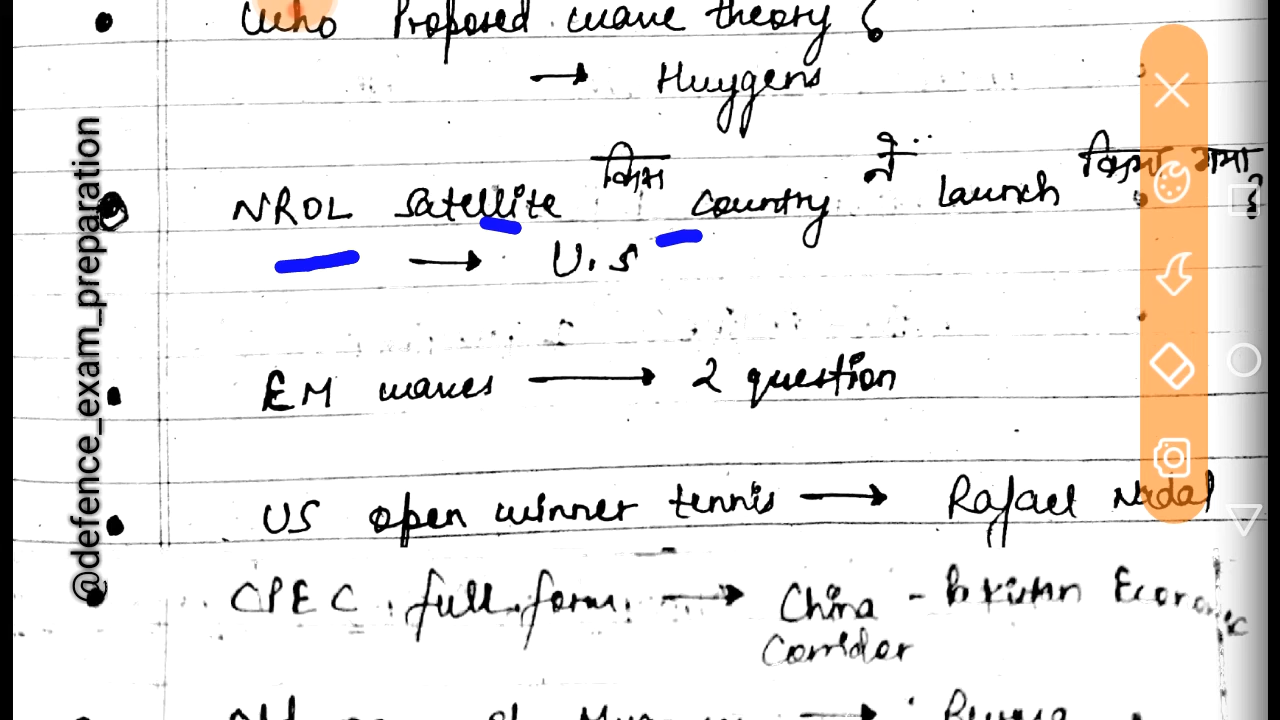 Who Proposed wave theory ?
→ Huygens
NROL satellite किस country ने launch किया गया ?
→ U.S
EM waves → 2 question
US open winner tennis → Rafael Nadal
CPEC full form → China - Pakistan Economic
Corridor
Old →
@defence_exam_preparation